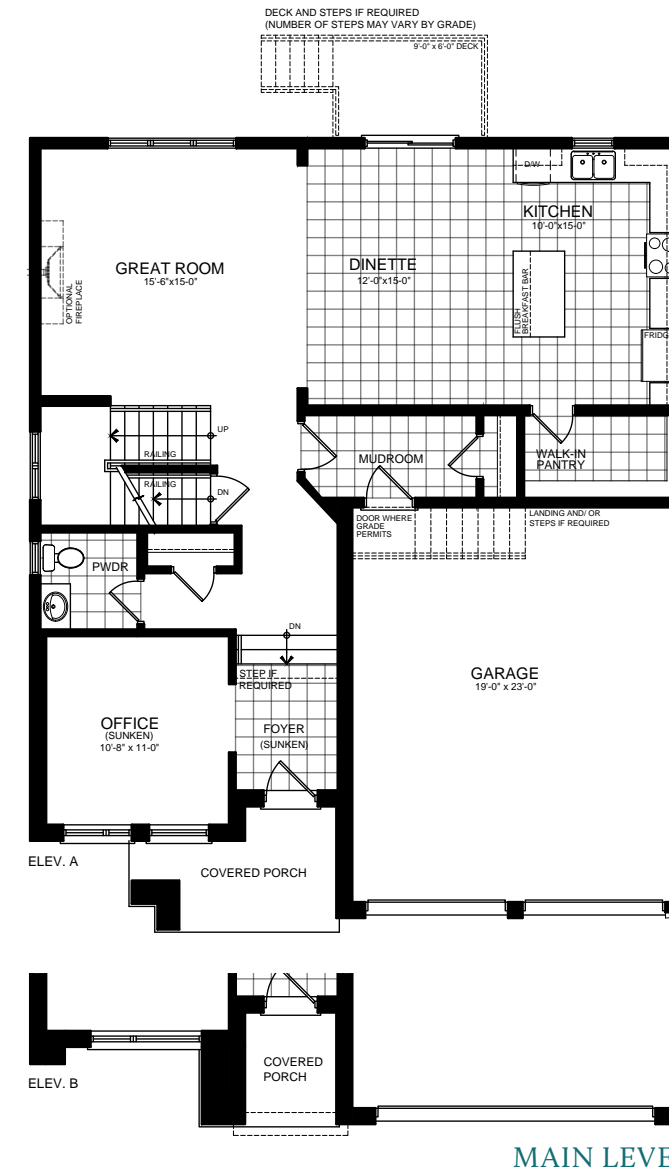 DECK AND STEPS IF REQUIRED
(NUMBER OF STEPS MAY VARY BY GRADE)
9'-0" x 6'-0" DECK
D/W
KITCHEN
10'-0"x15'-0"
GREAT ROOM
15'-6"x15'-0"
DINETTE
12'-0"x15'-0"
OPTIONAL
FIREPLACE
FLUSH
BREAKFAST BAR
FRIDG
UP
RAILING
MUDROOM
WALK-IN
PANTRY
RAILING
DN
DOOR WHERE
GRADE
PERMITS
LANDING AND/ OR
STEPS IF REQUIRED
PWDR
DN
STEP IF
REQUIRED
GARAGE
19'-0" x 23'-0"
OFFICE
(SUNKEN)
10'-8" x 11'-0"
FOYER
(SUNKEN)
ELEV. A
COVERED PORCH
COVERED
PORCH
ELEV. B
MAIN LEVE